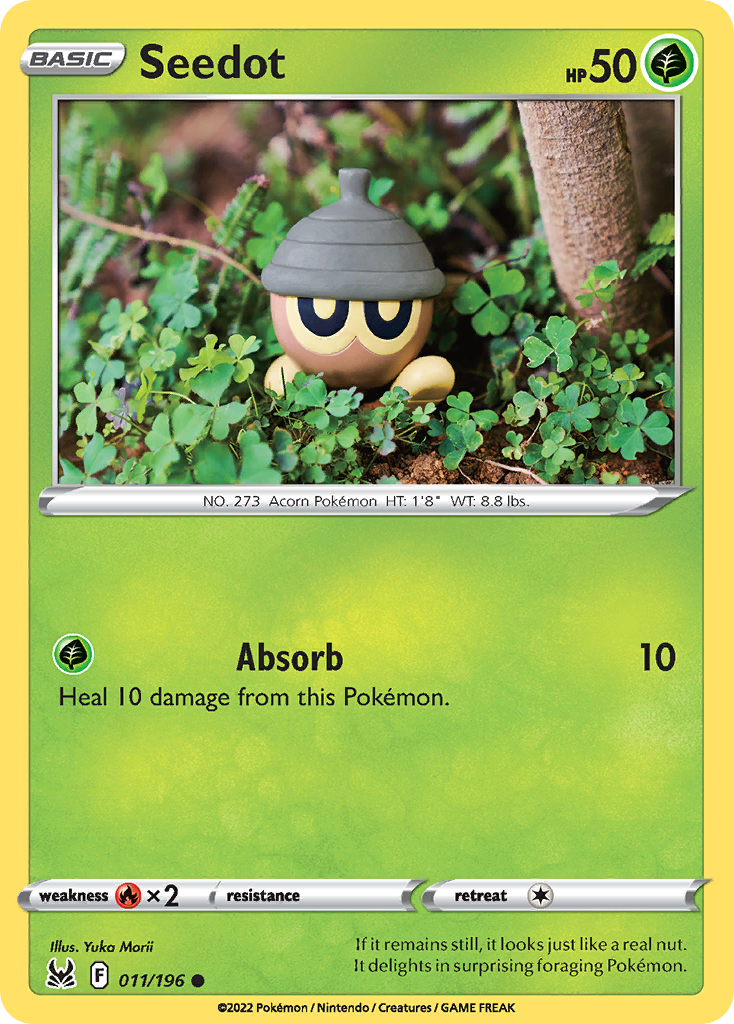 BASIC Seedot HP 50
NO. 273 Acorn Pokémon HT: 1'8" WT: 8.8 lbs.
Absorb 10
Heal 10 damage from this Pokémon.
weakness ×2 resistance retreat
Illus. Yuka Morii
If it remains still, it looks just like a real nut.
It delights in surprising foraging Pokémon.
F 011/196
©2022 Pokémon / Nintendo / Creatures / GAME FREAK